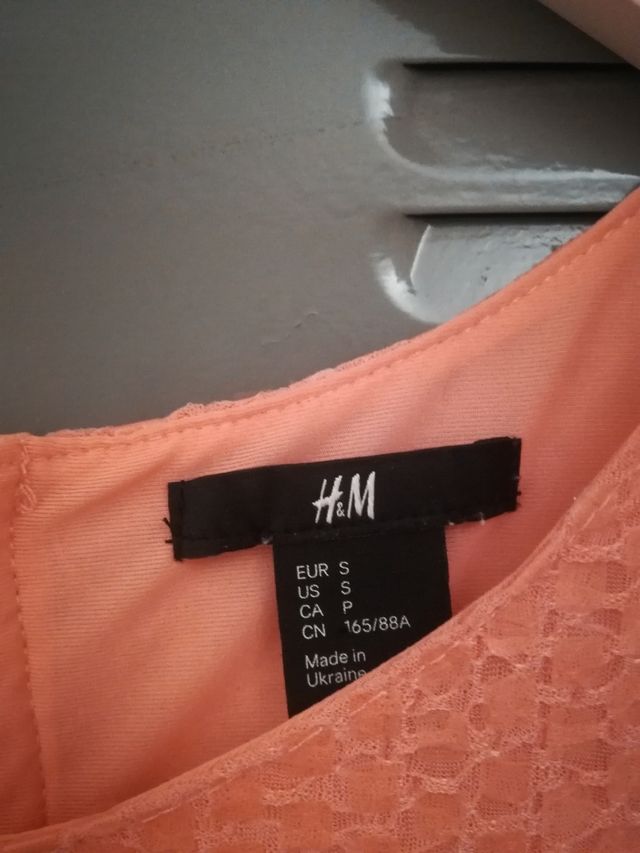 H&M
EUR S
US S
CA P
CN 165/88A
Made in
Ukraine